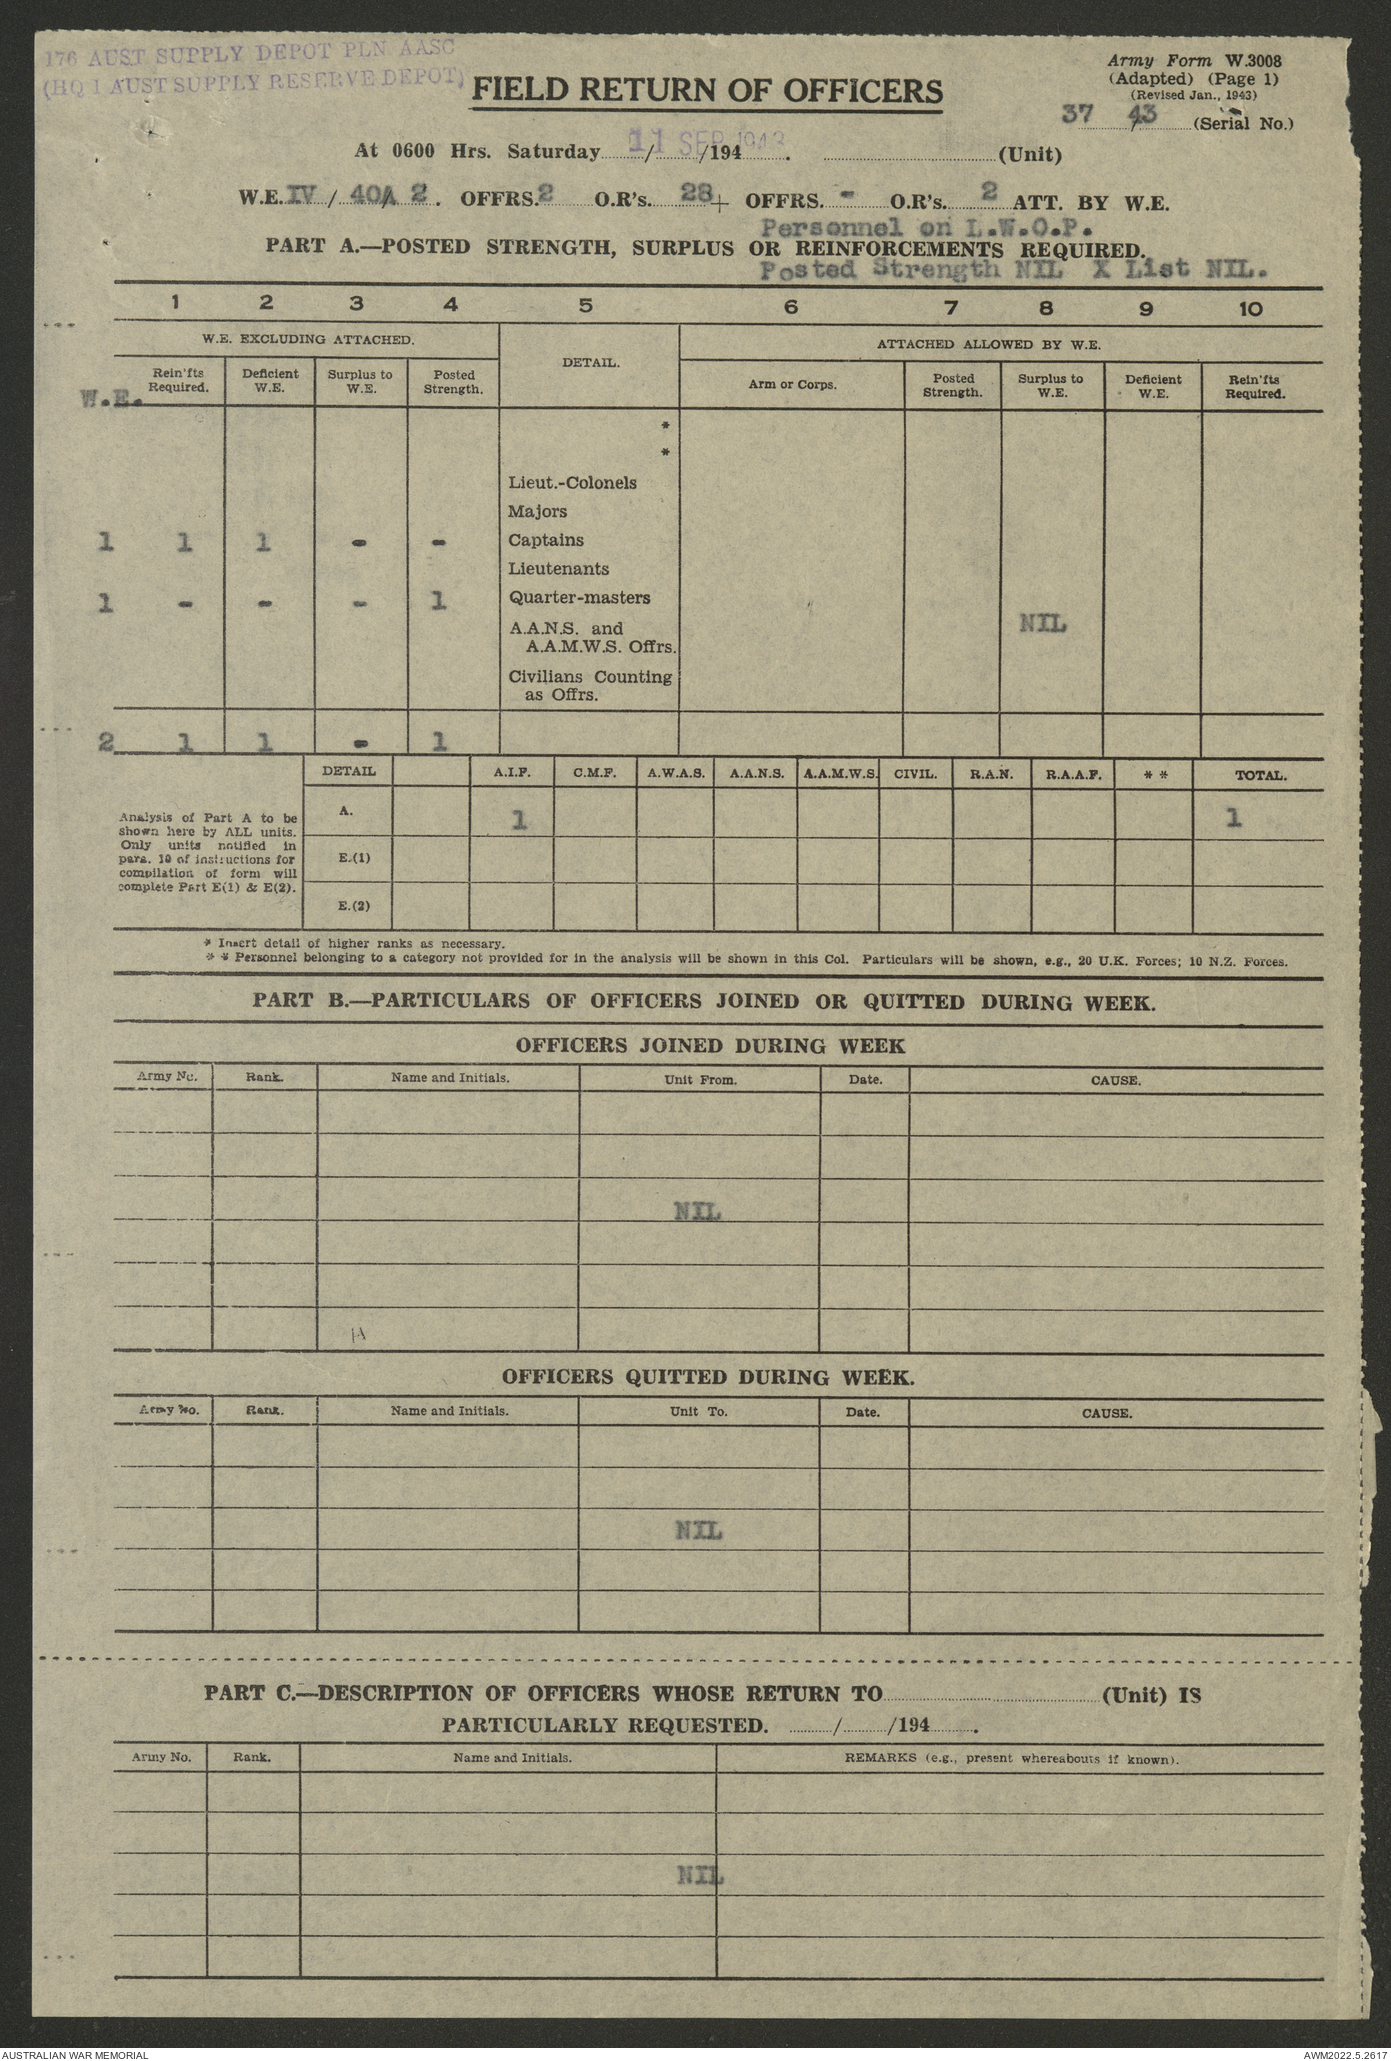 176 AUST SUPPLY DEPOT PLN AASC
(HQ 1 AUST SUPPLY RESERVE DEPOT)
FIELD RETURN OF OFFICERS
Army Form W.3008
(Adapted) (Page 1)
(Revised Jan., 1943)
37 / 43 (Serial No.)
At 0600 Hrs. Saturday 11 SEP 1943 / /194 . (Unit)
W.E. IV / 40A/ 2 . OFFRS. 2 O.R's. 28 + OFFRS. - O.R's. 2 ATT. BY W.E.
Personnel on L.W.O.P.
PART A.—POSTED STRENGTH, SURPLUS OR REINFORCEMENTS REQUIRED.
Posted Strength NIL X List NIL.
1 2 3 4 5 6 7 8 9 10
W.E. EXCLUDING ATTACHED. DETAIL. ATTACHED ALLOWED BY W.E.
W.E. Rein'fts Required. Deficient W.E. Surplus to W.E. Posted Strength. Arm or Corps. Posted Strength. Surplus to W.E. Deficient W.E. Rein'fts Required.
*
*
Lieut.-Colonels
Majors
1 1 1 - - Captains
Lieutenants
1 - - - 1 Quarter-masters
NIL
A.A.N.S. and
A.A.M.W.S. Offrs.
Civilians Counting
as Offrs.
2 1 1 - 1
DETAIL A.I.F. C.M.F. A.W.A.S. A.A.N.S. A.A.M.W.S. CIVIL. R.A.N. R.A.A.F. * * TOTAL.
A. 1 1
E.(1)
E.(2)
Analysis of Part A to be
shown here by ALL units.
Only units notified in
para. 10 of instructions for
compilation of form will
complete Part E(1) & E(2).
* Insert detail of higher ranks as necessary.
* * Personnel belonging to a category not provided for in the analysis will be shown in this Col. Particulars will be shown, e.g., 20 U.K. Forces; 10 N.Z. Forces.
PART B.—PARTICULARS OF OFFICERS JOINED OR QUITTED DURING WEEK.
OFFICERS JOINED DURING WEEK
Army No. Rank. Name and Initials. Unit From. Date. CAUSE.
NIL
OFFICERS QUITTED DURING WEEK.
Army No. Rank. Name and Initials. Unit To. Date. CAUSE.
NIL
PART C.—DESCRIPTION OF OFFICERS WHOSE RETURN TO (Unit) IS
PARTICULARLY REQUESTED. / /194 .
Army No. Rank. Name and Initials. REMARKS (e.g., present whereabouts if known).
NIL
AUSTRALIAN WAR MEMORIAL AWM2022.5.2617